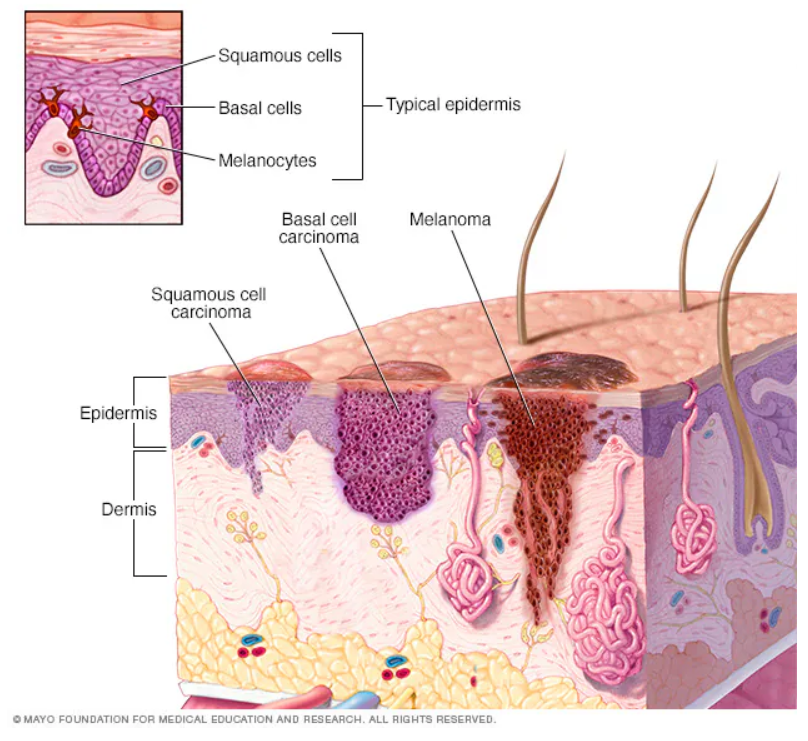 Squamous cells
Basal cells
Typical epidermis
Melanocytes
Basal cell
carcinoma
Melanoma
Squamous cell
carcinoma
Epidermis
Dermis
© MAYO FOUNDATION FOR MEDICAL EDUCATION AND RESEARCH. ALL RIGHTS RESERVED.